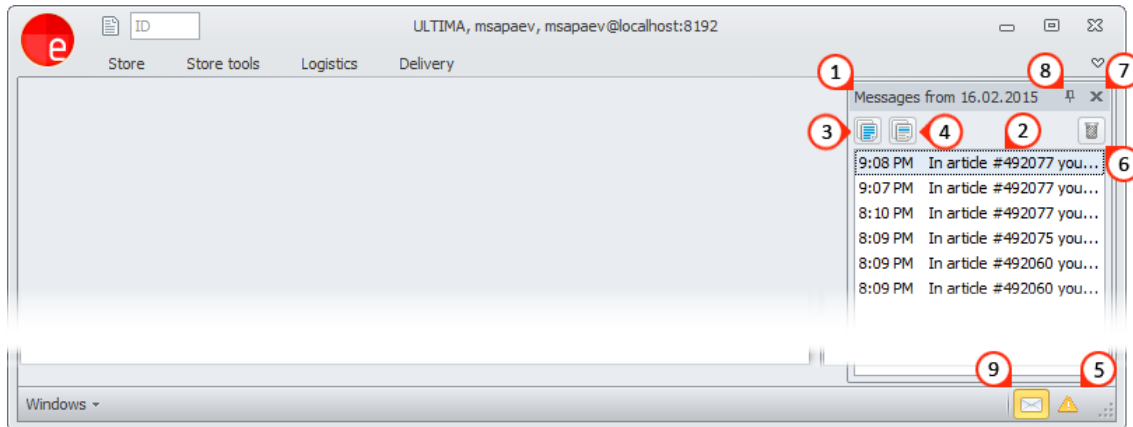 e
ID
ULTIMA, msapaev, msapaev@localhost:8192
Store Store tools Logistics Delivery
1
8
7
Messages from 16.02.2015
3
4
2
6
9:08 PM In article #492077 you...
9:07 PM In article #492077 you...
8:10 PM In article #492077 you...
8:09 PM In article #492075 you...
8:09 PM In article #492060 you...
8:09 PM In article #492060 you...
9
5
Windows